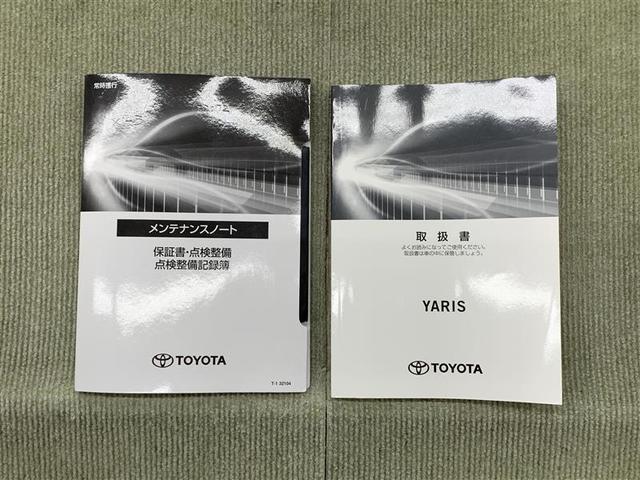 常時携行
メンテナンスノート
保証書・点検整備
点検整備記録簿
TOYOTA
T-1 32104
取扱書
よくお読みになってご使用ください。
取扱書は車の中に保管しましょう。
YARIS
TOYOTA